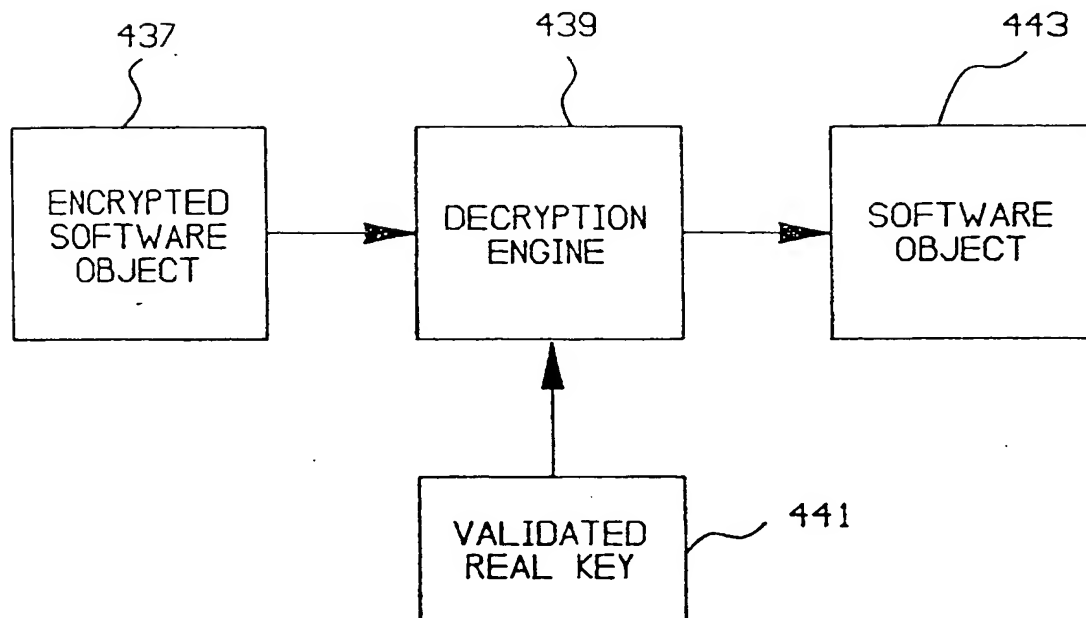 437
439
443
ENCRYPTED
SOFTWARE
OBJECT
DECRYPTION
ENGINE
SOFTWARE
OBJECT
VALIDATED
REAL KEY
441